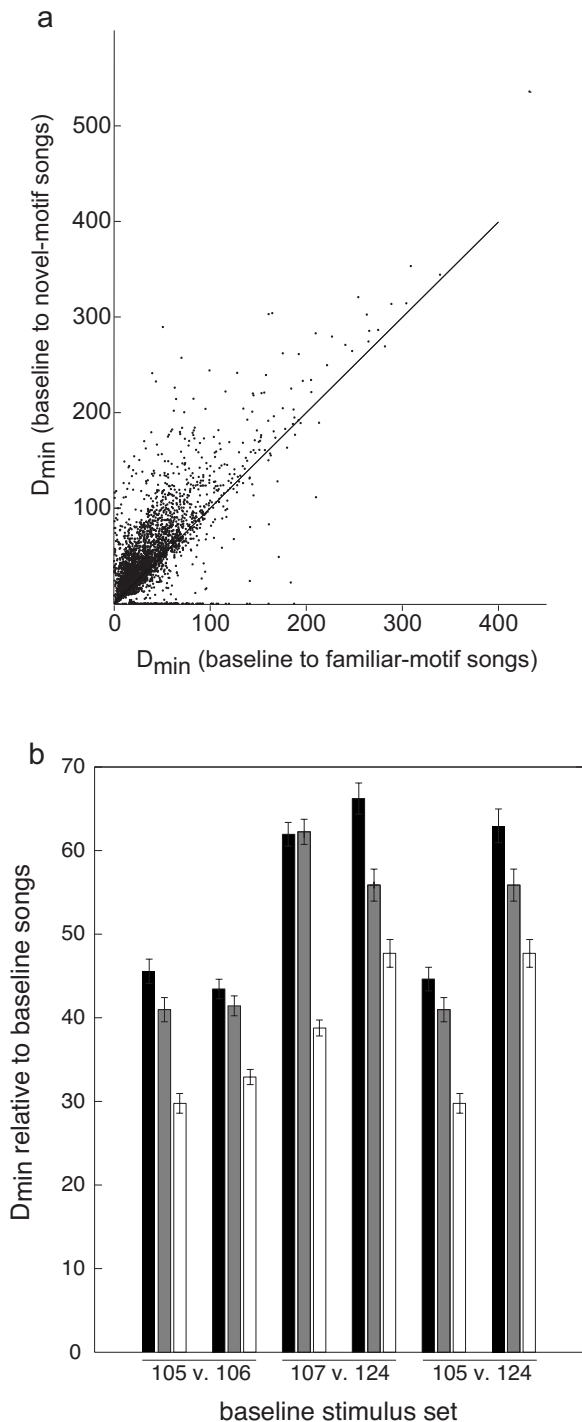 a
500
400
300
200
100
0 100 200 300 400
Dmin (baseline to novel-motif songs)
Dmin (baseline to familiar-motif songs)
b
70
60
50
40
30
20
10
0
Dmin relative to baseline songs
105 v. 106 107 v. 124 105 v. 124
baseline stimulus set